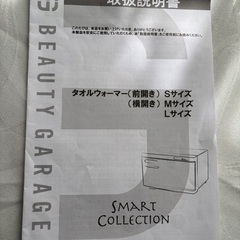 取扱説明書
タオルウォーマー(前開き) Sサイズ
(横開き) Mサイズ
Lサイズ
SMART
COLLECTION
BEAUTY GARAGE